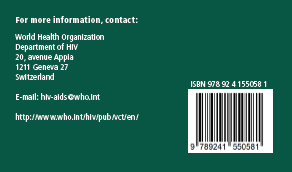 For more information, contact:
World Health Organization
Department of HIV
20, avenue Appia
1211 Geneva 27
Switzerland
E-mail: hiv-aids@who.int
http://www.who.int/hiv/pub/vct/en/
ISBN 978 92 4 155058 1
9 789241 550581